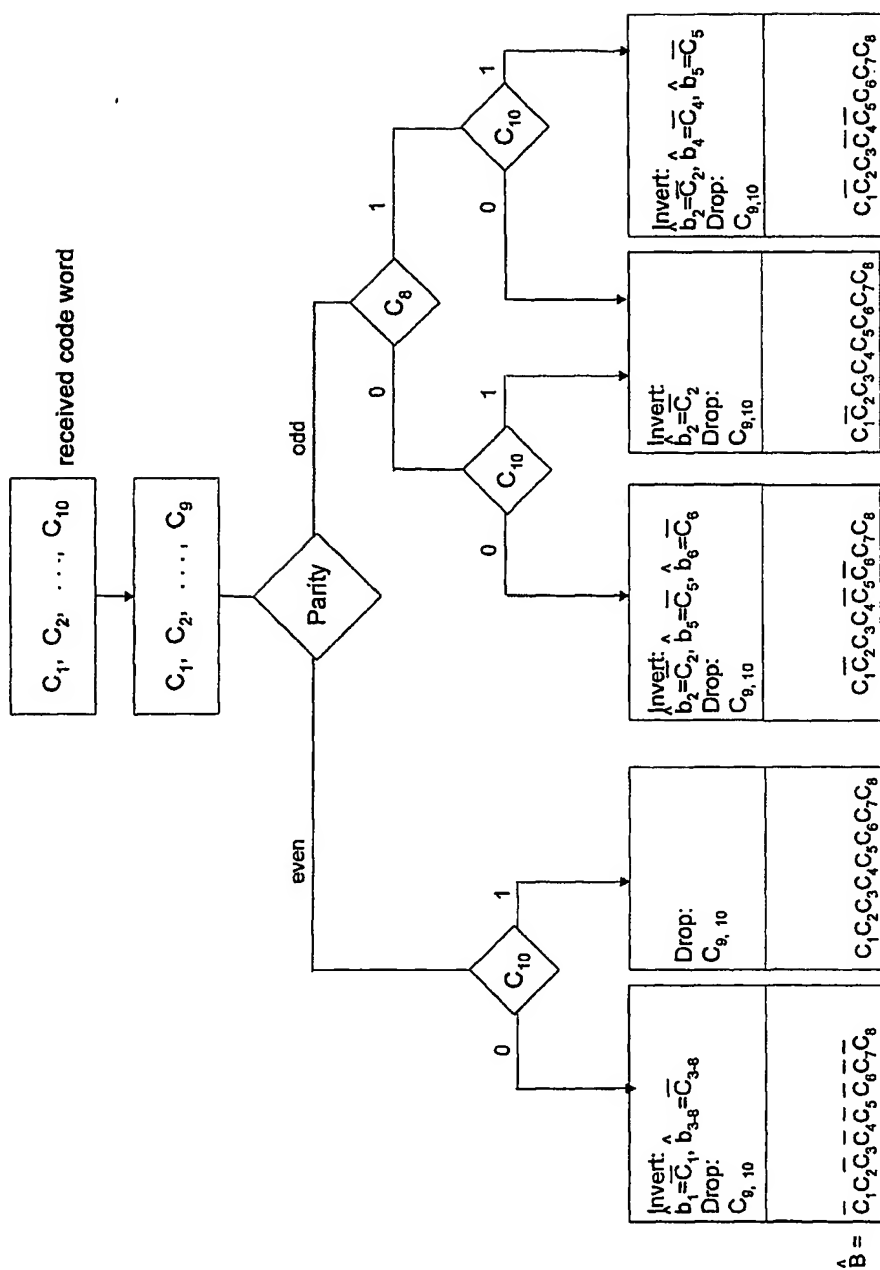 C₁, C₂, ...., C₁₀
received code word
C₁, C₂, ...., C₉
Parity
even
odd
C₈
0
1
C₁₀
0
1
C₁₀
0
1
C₁₀
0
1
Invert:
b̂₁=C̅₁, b̂₃₋₈=C̅₃₋₈
Drop:
C₉, ₁₀
Drop:
C₉, ₁₀
Invert:
b̂₂=C̅₂, b̂₅=C̅₅, b̂₆=C̅₆
Drop:
C₉, ₁₀
Invert:
b̂₂=C̅₂
Drop:
C₉,₁₀
Invert:
b̂₂=C̅₂, b̂₄=C̅₄, b̂₅=C̅₅
Drop:
C₉,₁₀
B̂ =
C̅₁C₂C̅₃C̅₄C̅₅C̅₆C̅₇C̅₈
C₁C₂C₃C₄C₅C₆C₇C₈
C₁C̅₂C₃C₄C̅₅C̅₆C₇C₈
C₁C̅₂C₃C₄C₅C₆C₇C₈
C₁C̅₂C₃C̅₄C̅₅C₆C₇C₈